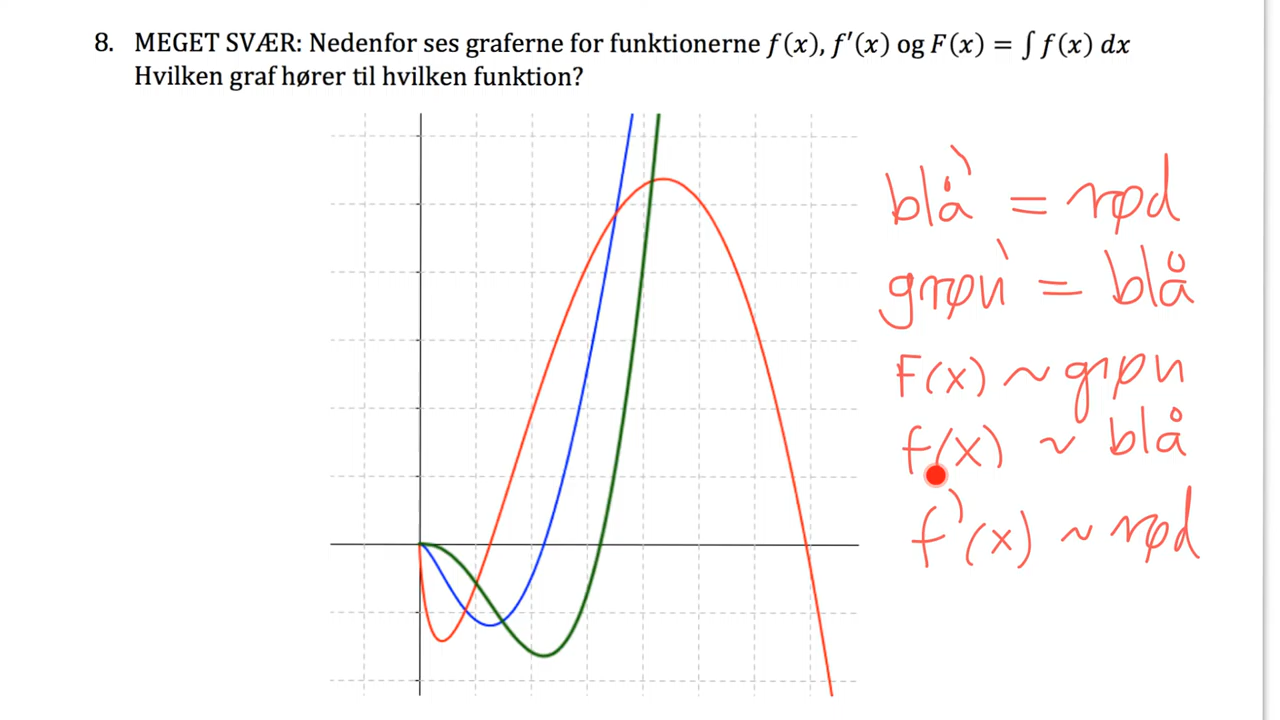 8. MEGET SVÆR: Nedenfor ses graferne for funktionerne f(x), f′(x) og F(x) = ∫ f(x) dx
Hvilken graf hører til hvilken funktion?
blå' = rød
grøn' = blå
F(x) ~ grøn
f(x) ~ blå
f'(x) ~ rød